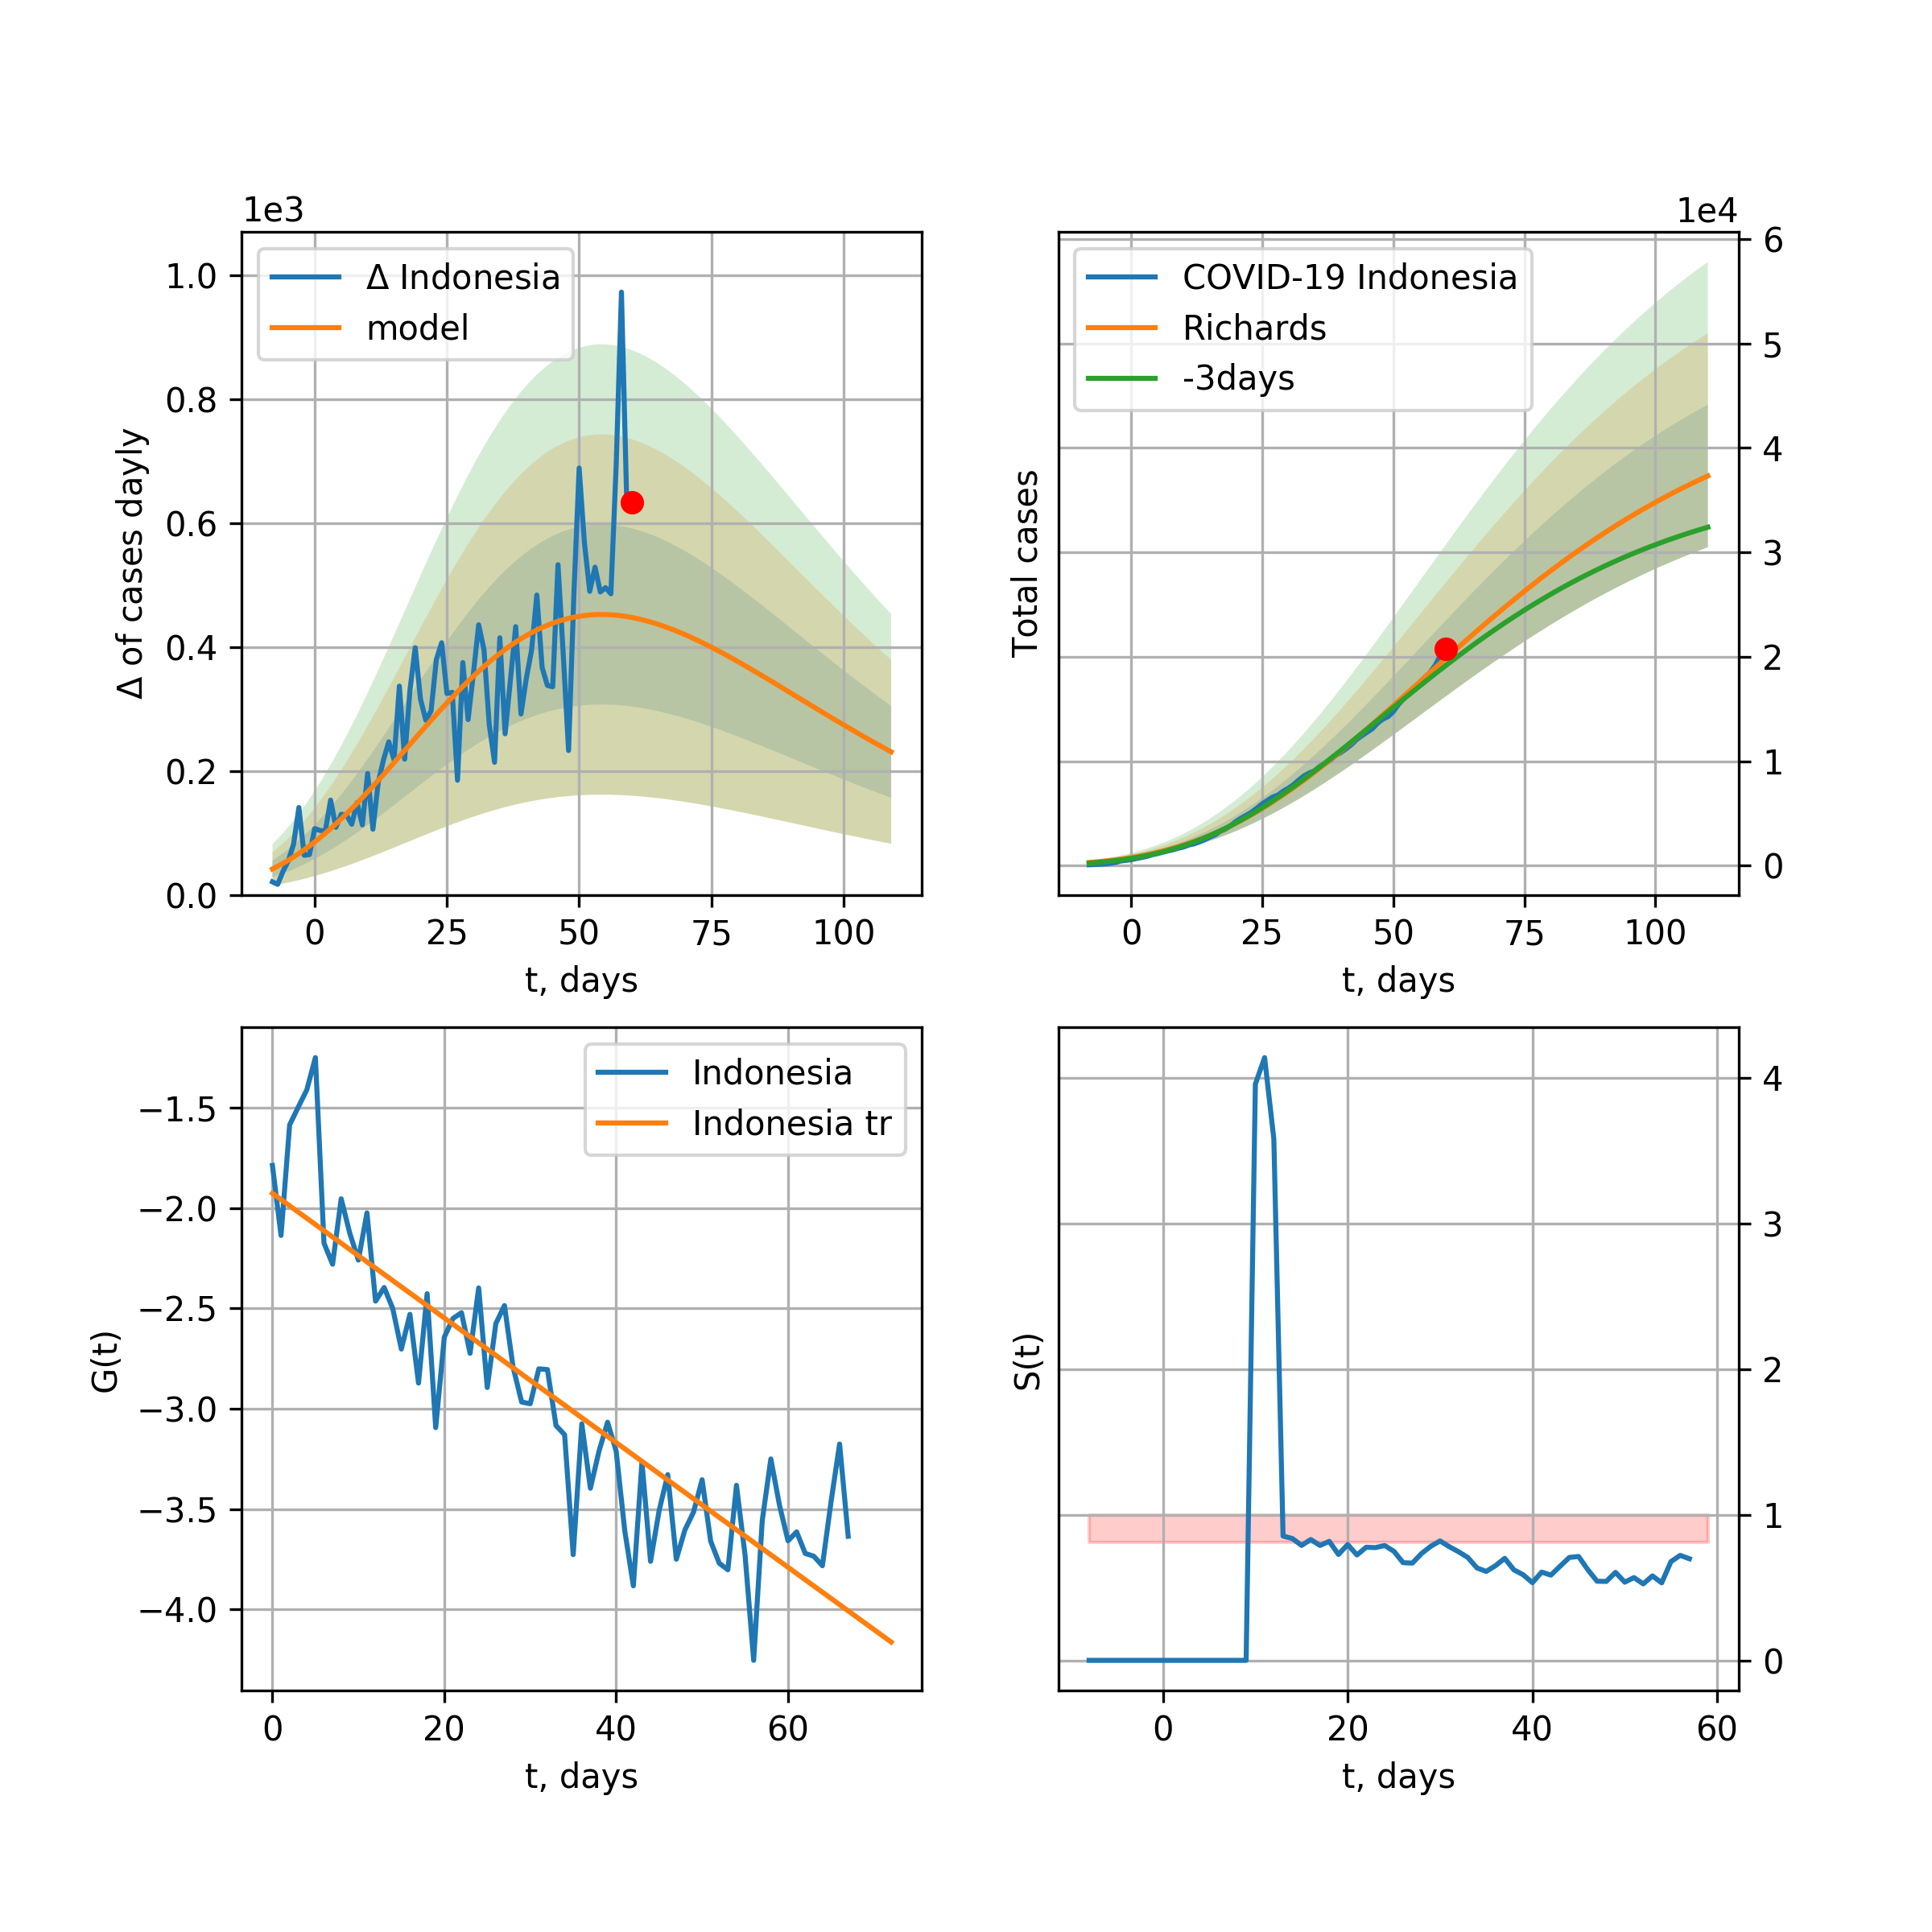 1e3
Δ Indonesia
model
1.0
0.8
0.6
0.4
0.2
0.0
Δ of cases dayly
0 25 50 75 100
t, days
1e4
COVID-19 Indonesia
Richards
-3days
6
5
4
3
2
1
0
Total cases
0 25 50 75 100
t, days
Indonesia
Indonesia tr
−1.5
−2.0
−2.5
−3.0
−3.5
−4.0
G(t)
0 20 40 60
t, days
4
3
2
1
0
S(t)
0 20 40 60
t, days